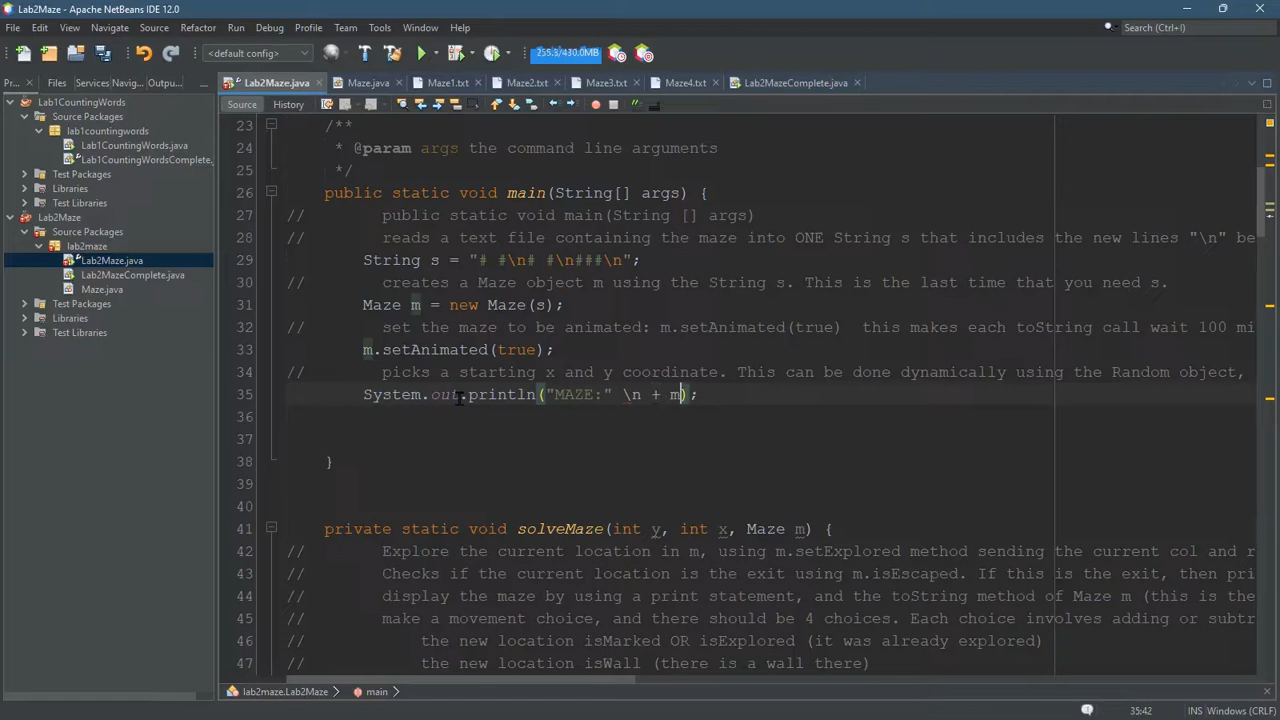 Lab2Maze - Apache NetBeans IDE 12.0
File Edit View Navigate Source Refactor Run Debug Profile Team Tools Window Help
Search (Ctrl+I)
<default config>
255.3/430.0MB
Pr... Files Services Navig... Outpu...
Lab2Maze.java Maze.java Maze1.txt Maze2.txt Maze3.txt Maze4.txt Lab2MazeComplete.java
Source History
Lab1CountingWords
Source Packages
lab1countingwords
Lab1CountingWords.java
Lab1CountingWordsComplete.
Test Packages
Libraries
Test Libraries
Lab2Maze
Source Packages
lab2maze
Lab2Maze.java
Lab2MazeComplete.java
Maze.java
Test Packages
Libraries
Test Libraries
23 /**
24 * @param args the command line arguments
25 */
26 public static void main(String[] args) {
27 // public static void main(String [] args)
28 // reads a text file containing the maze into ONE String s that includes the new lines "\n" be
29 String s = "# #\n# #\n###\n";
30 // creates a Maze object m using the String s. This is the last time that you need s.
31 Maze m = new Maze(s);
32 // set the maze to be animated: m.setAnimated(true) this makes each toString call wait 100 mi
33 m.setAnimated(true);
34 // picks a starting x and y coordinate. This can be done dynamically using the Random object,
35 System.out.println("MAZE:" \n + m);
36
37
38 }
39
40
41 private static void solveMaze(int y, int x, Maze m) {
42 // Explore the current location in m, using m.setExplored method sending the current col and r
43 // Checks if the current location is the exit using m.isEscaped. If this is the exit, then pri
44 // display the maze by using a print statement, and the toString method of Maze m (this is the
45 // make a movement choice, and there should be 4 choices. Each choice involves adding or subtr
46 // the new location isMarked OR isExplored (it was already explored)
47 // the new location isWall (there is a wall there)
lab2maze.Lab2Maze main
35:42 INS Windows (CRLF)